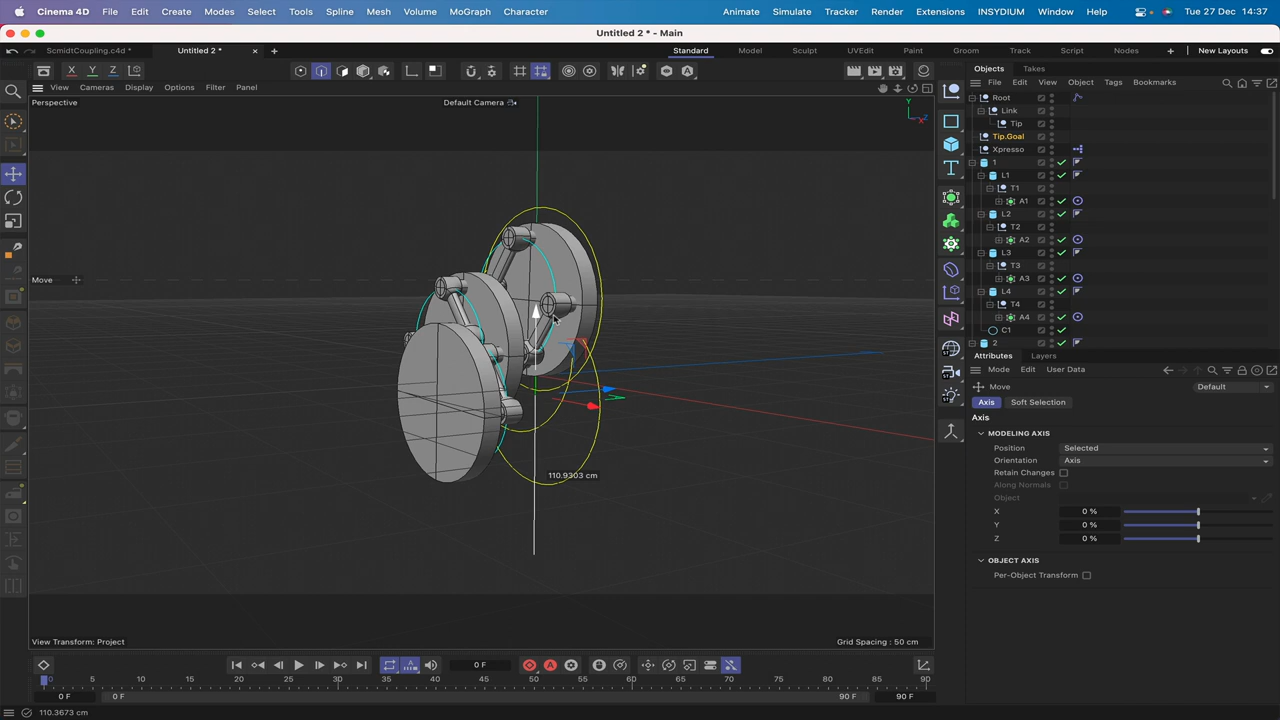 Cinema 4D File Edit Create Modes Select Tools Spline Mesh Volume MoGraph Character Animate Simulate Tracker Render Extensions INSYDIUM Window Help Tue 27 Dec 14:37
Untitled 2 * - Main
ScmidtCoupling.c4d * Untitled 2 * Standard Model Sculpt UVEdit Paint Groom Track Script Nodes New Layouts
X Y Z
View Cameras Display Options Filter Panel
Perspective
Default Camera
Y
X
Z
Move
110.9303 cm
View Transform: Project
Grid Spacing : 50 cm
Objects Takes
File Edit View Object Tags Bookmarks
Root
Link
Tip
Tip.Goal
Xpresso
1
L1
T1
A1
L2
T2
A2
L3
T3
A3
L4
T4
A4
C1
2
Attributes Layers
Mode Edit User Data
Move Default
Axis Soft Selection
Axis
MODELING AXIS
Position Selected
Orientation Axis
Retain Changes
Along Normals
Object
X 0 %
Y 0 %
Z 0 %
OBJECT AXIS
Per-Object Transform
0 F
0 5 10 15 20 25 30 35 40 45 50 55 60 65 70 75 80 85 90
0 F 0 F 90 F 90 F
110.3673 cm